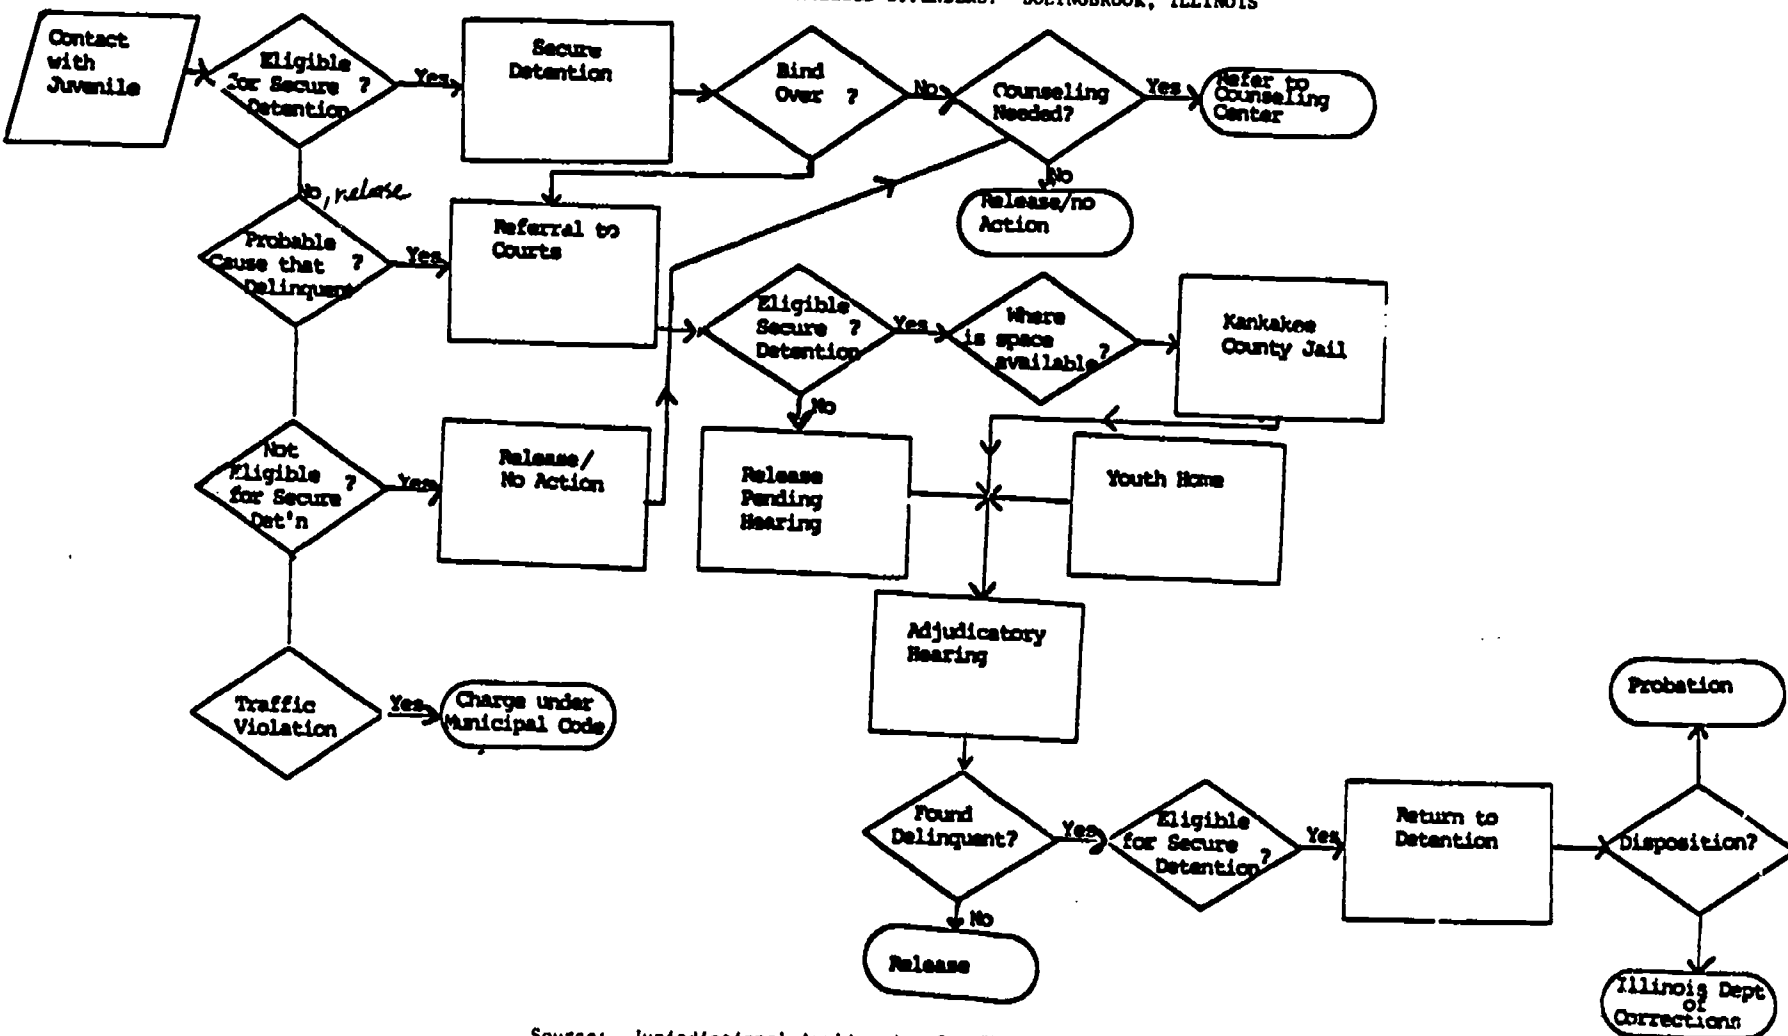 BOLINGBROOK, ILLINOIS
Contact
with
Juvenile
Eligible
for Secure ?
Detention
Yes
Secure
Detention
Bind
Over ?
No
Counseling
Needed?
Yes
Refer to
Counseling
Center
No
Release/no
Action
No, release
Probable
Cause that ?
Delinquent
Yes
Referral to
Courts
Eligible
Secure ?
Detention
Yes
Where
is space
available?
Kankakee
County Jail
No
Not
Eligible ?
for Secure
Det'n
Yes
Release/
No Action
Release
Pending
Hearing
Youth Home
Adjudicatory
Hearing
Traffic
Violation
Yes
Charge under
Municipal Code
Found
Delinquent?
Yes
Eligible
for Secure
Detention?
Yes
Return to
Detention
Disposition?
Probation
No
Release
Illinois Dept
of
Corrections
Source: